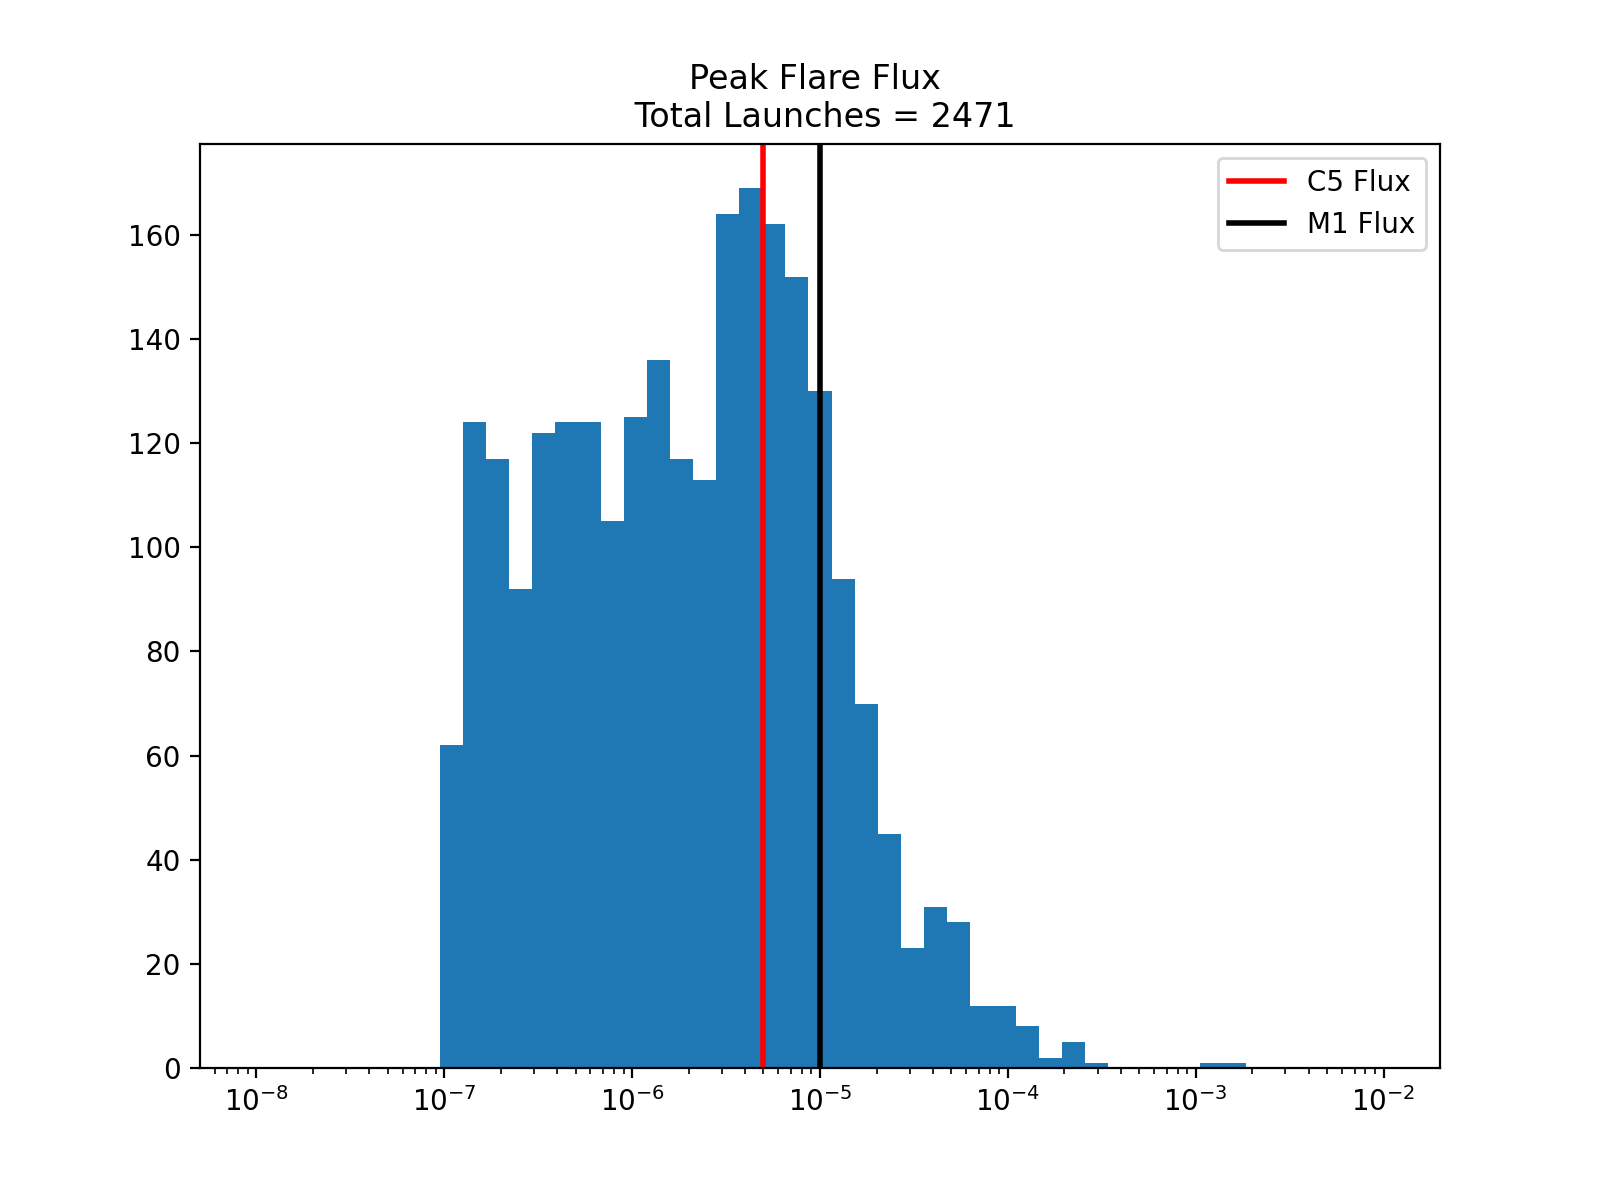 Peak Flare Flux
Total Launches = 2471
C5 Flux
M1 Flux
160
140
120
100
80
60
40
20
0
10⁻⁸ 10⁻⁷ 10⁻⁶ 10⁻⁵ 10⁻⁴ 10⁻³ 10⁻²